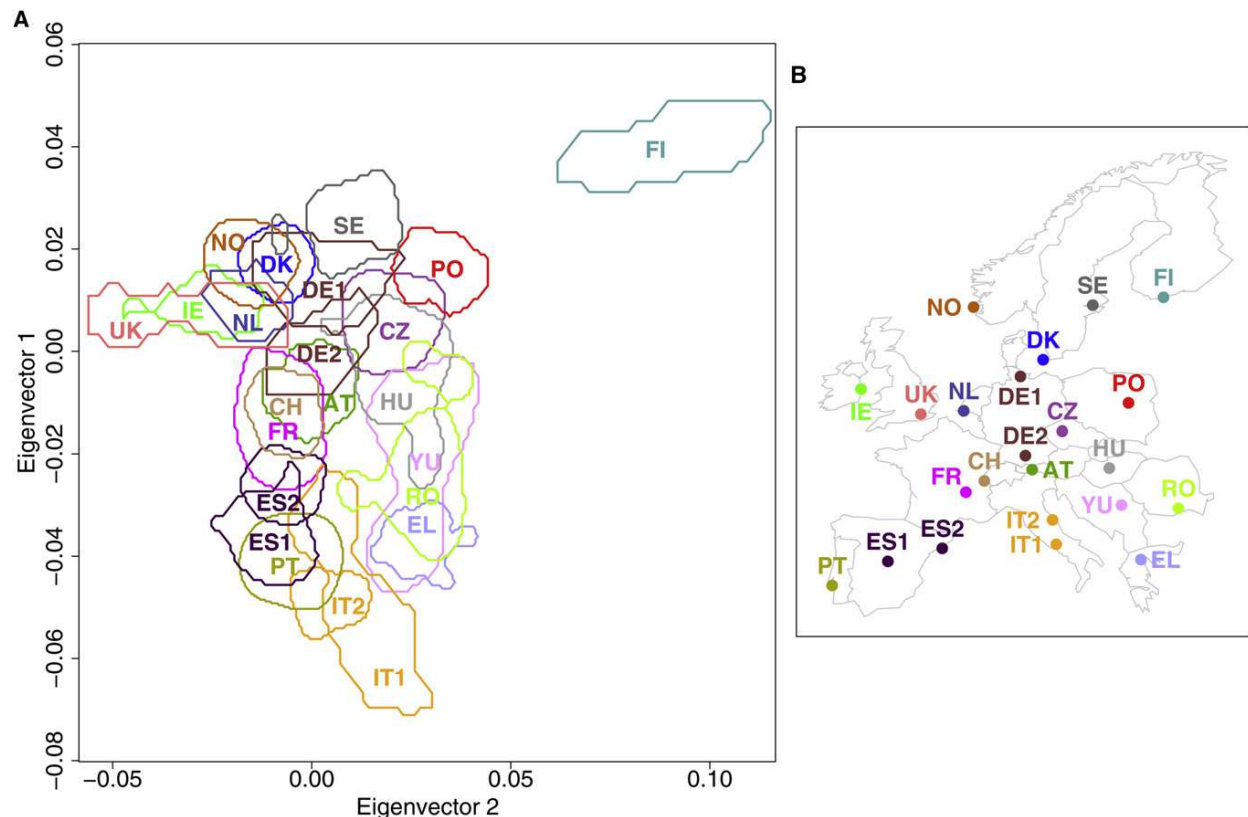 A
0.06
0.04
0.02
0.00
−0.02
−0.04
−0.06
−0.08
Eigenvector 1
FI
SE
NO
DK
PO
DE1
IE
NL
UK
CZ
DE2
CH
AT
HU
FR
YU
ES2
RO
EL
ES1
PT
IT2
IT1
−0.05
0.00
0.05
0.10
Eigenvector 2
B
FI
SE
NO
DK
DE1
PO
UK
NL
IE
CZ
DE2
HU
CH
AT
FR
RO
YU
IT2
ES2
ES1
IT1
PT
EL